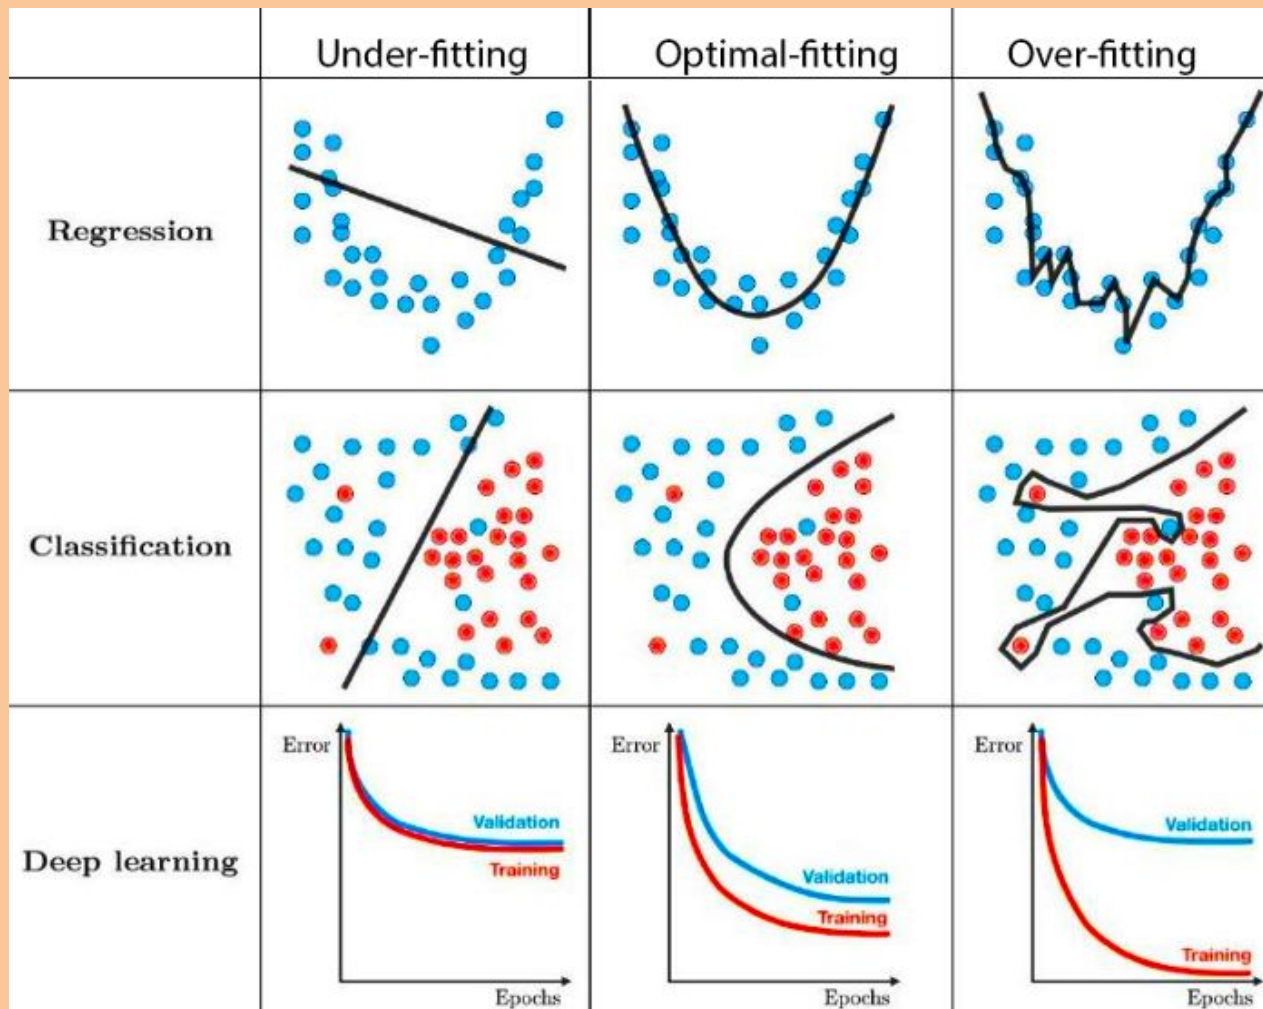 Under-fitting
Optimal-fitting
Over-fitting
Regression
Classification
Deep learning
Error
Validation
Training
Epochs
Error
Validation
Training
Epochs
Error
Validation
Training
Epochs